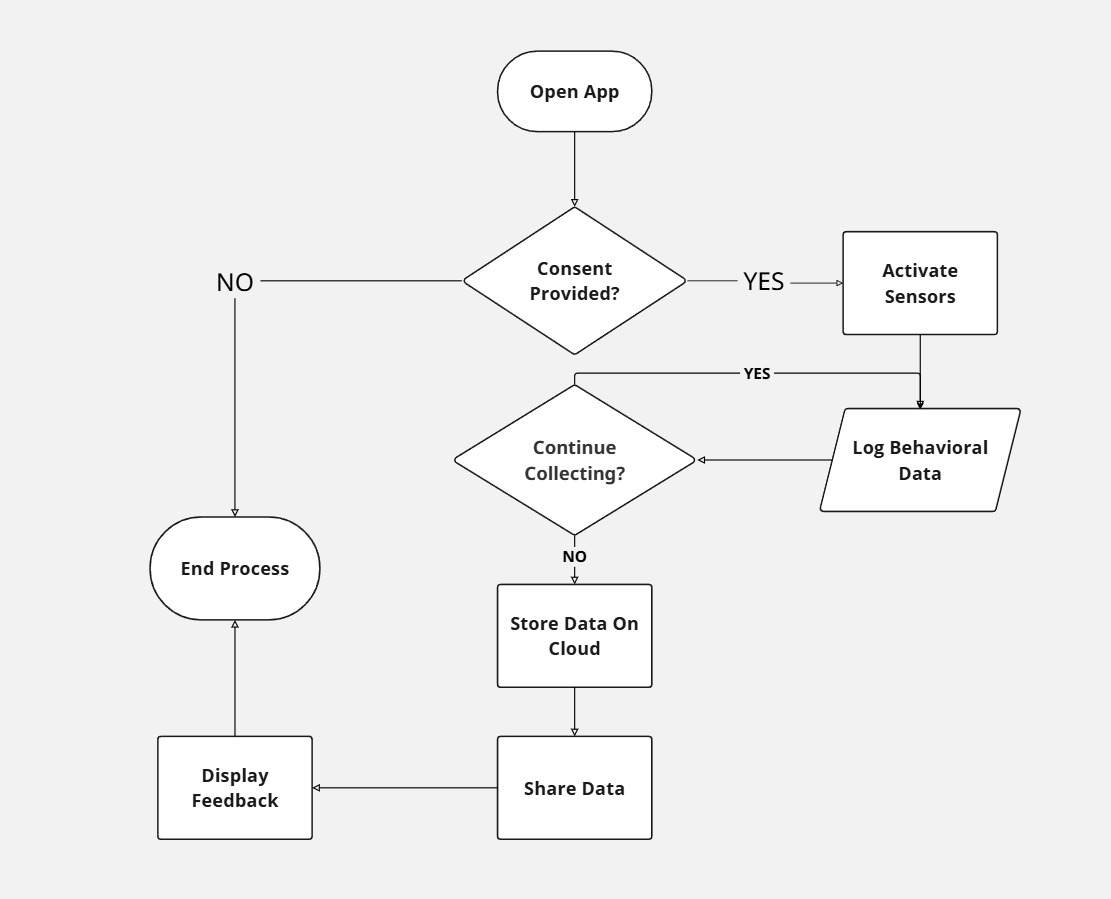 Open App
Consent
Provided?
NO
YES
Activate
Sensors
YES
Log Behavioral
Data
Continue
Collecting?
NO
End Process
Store Data On
Cloud
Share Data
Display
Feedback